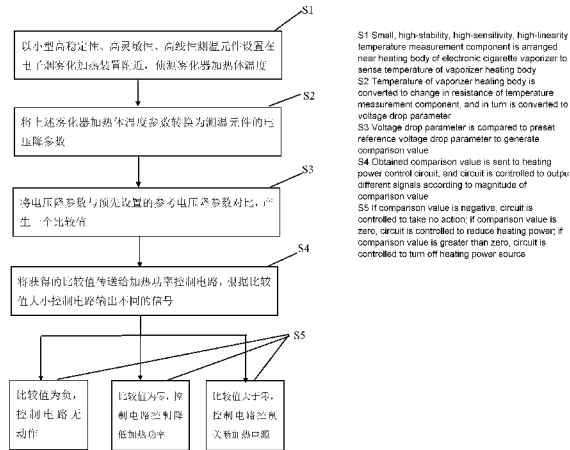 S1
以小型高稳定性、高灵敏性、高线性测温元件设置在
电子烟雾化加热装置附近，侦测雾化器加热体温度
S2
将上述雾化器加热体温度参数转换为测温元件的电
压降参数
S3
将电压降参数与预先设置的参考电压降参数对比，产
生一个比较值
S4
将获得的比较值传送给加热功率控制电路，根据比较
值大小控制电路输出不同的信号
S5
比较值为负，
控制电路无
动作
比较值为零，控
制电路控制降
低加热功率
比较值大于零，
控制电路控制
关断加热电源
S1 Small, high-stability, high-sensitivity, high-linearity
temperature measurement component is arranged
near heating body of electronic cigarette vaporizer to
sense temperature of vaporizer heating body
S2 Temperature of vaporizer heating body is
converted to change in resistance of temperature
measurement component, and in turn is converted to
voltage drop parameter
S3 Voltage drop parameter is compared to preset
reference voltage drop parameter to generate
comparison value
S4 Obtained comparison value is sent to heating
power control circuit, and circuit is controlled to outpu
different signals according to magnitude of
comparison value
S5 If comparison value is negative, circuit is
controlled to take no action; if comparison value is
zero, circuit is controlled to reduce heating power; if
comparison value is greater than zero, circuit is
controlled to turn off heating power source